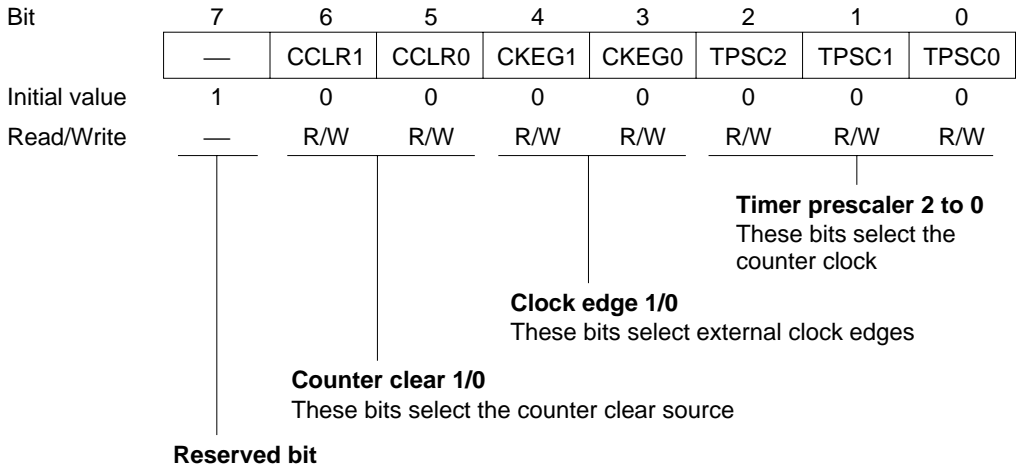 Bit 7 6 5 4 3 2 1 0
— CCLR1 CCLR0 CKEG1 CKEG0 TPSC2 TPSC1 TPSC0
Initial value 1 0 0 0 0 0 0 0
Read/Write — R/W R/W R/W R/W R/W R/W R/W
Timer prescaler 2 to 0
These bits select the
counter clock
Clock edge 1/0
These bits select external clock edges
Counter clear 1/0
These bits select the counter clear source
Reserved bit